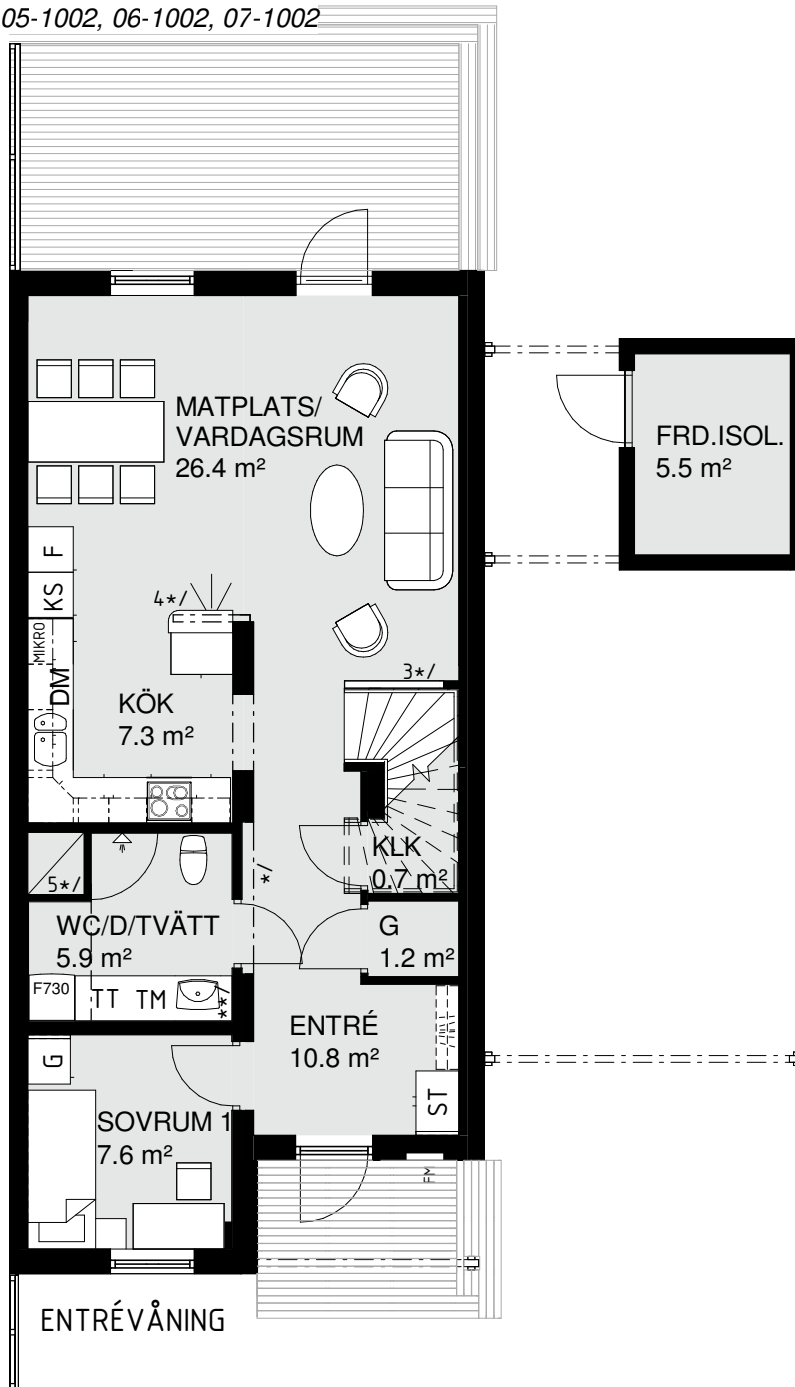 05-1002, 06-1002, 07-1002
MATPLATS/
VARDAGSRUM
26.4 m²
FRD.ISOL.
5.5 m²
F
KS
4*/
MIKRO
DM
KÖK
7.3 m²
3*/
KLK
0.7 m²
5*/
*/
WC/D/TVÄTT
5.9 m²
G
1.2 m²
F730
TT TM
**/
ENTRÉ
10.8 m²
G
ST
SOVRUM 1
7.6 m²
FM
ENTRÉVÅNING